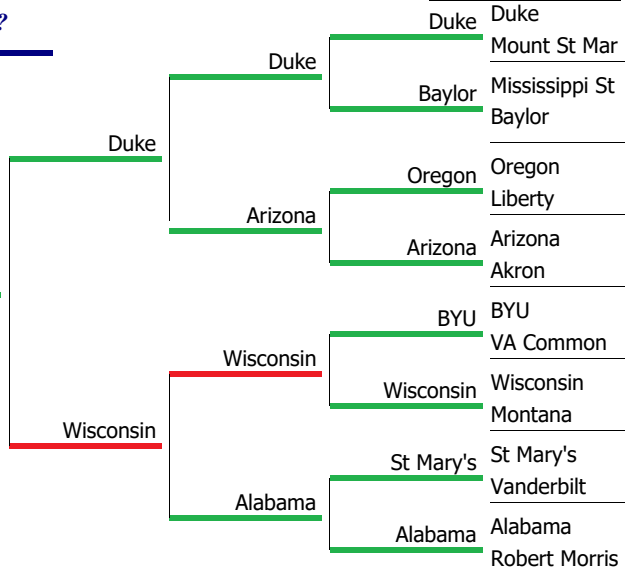 ?
Duke
Mount St Mar
Mississippi St
Baylor
Oregon
Liberty
Arizona
Akron
BYU
VA Common
Wisconsin
Montana
St Mary's
Vanderbilt
Alabama
Robert Morris
Duke
Baylor
Oregon
Arizona
BYU
Wisconsin
St Mary's
Alabama
Duke
Arizona
Wisconsin
Alabama
Duke
Wisconsin